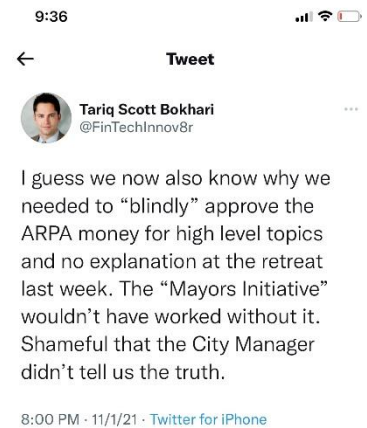 9:36
Tweet
Tariq Scott Bokhari
@FinTechInnov8r
I guess we now also know why we
needed to “blindly” approve the
ARPA money for high level topics
and no explanation at the retreat
last week. The “Mayors Initiative”
wouldn’t have worked without it.
Shameful that the City Manager
didn’t tell us the truth.
8:00 PM · 11/1/21 · Twitter for iPhone